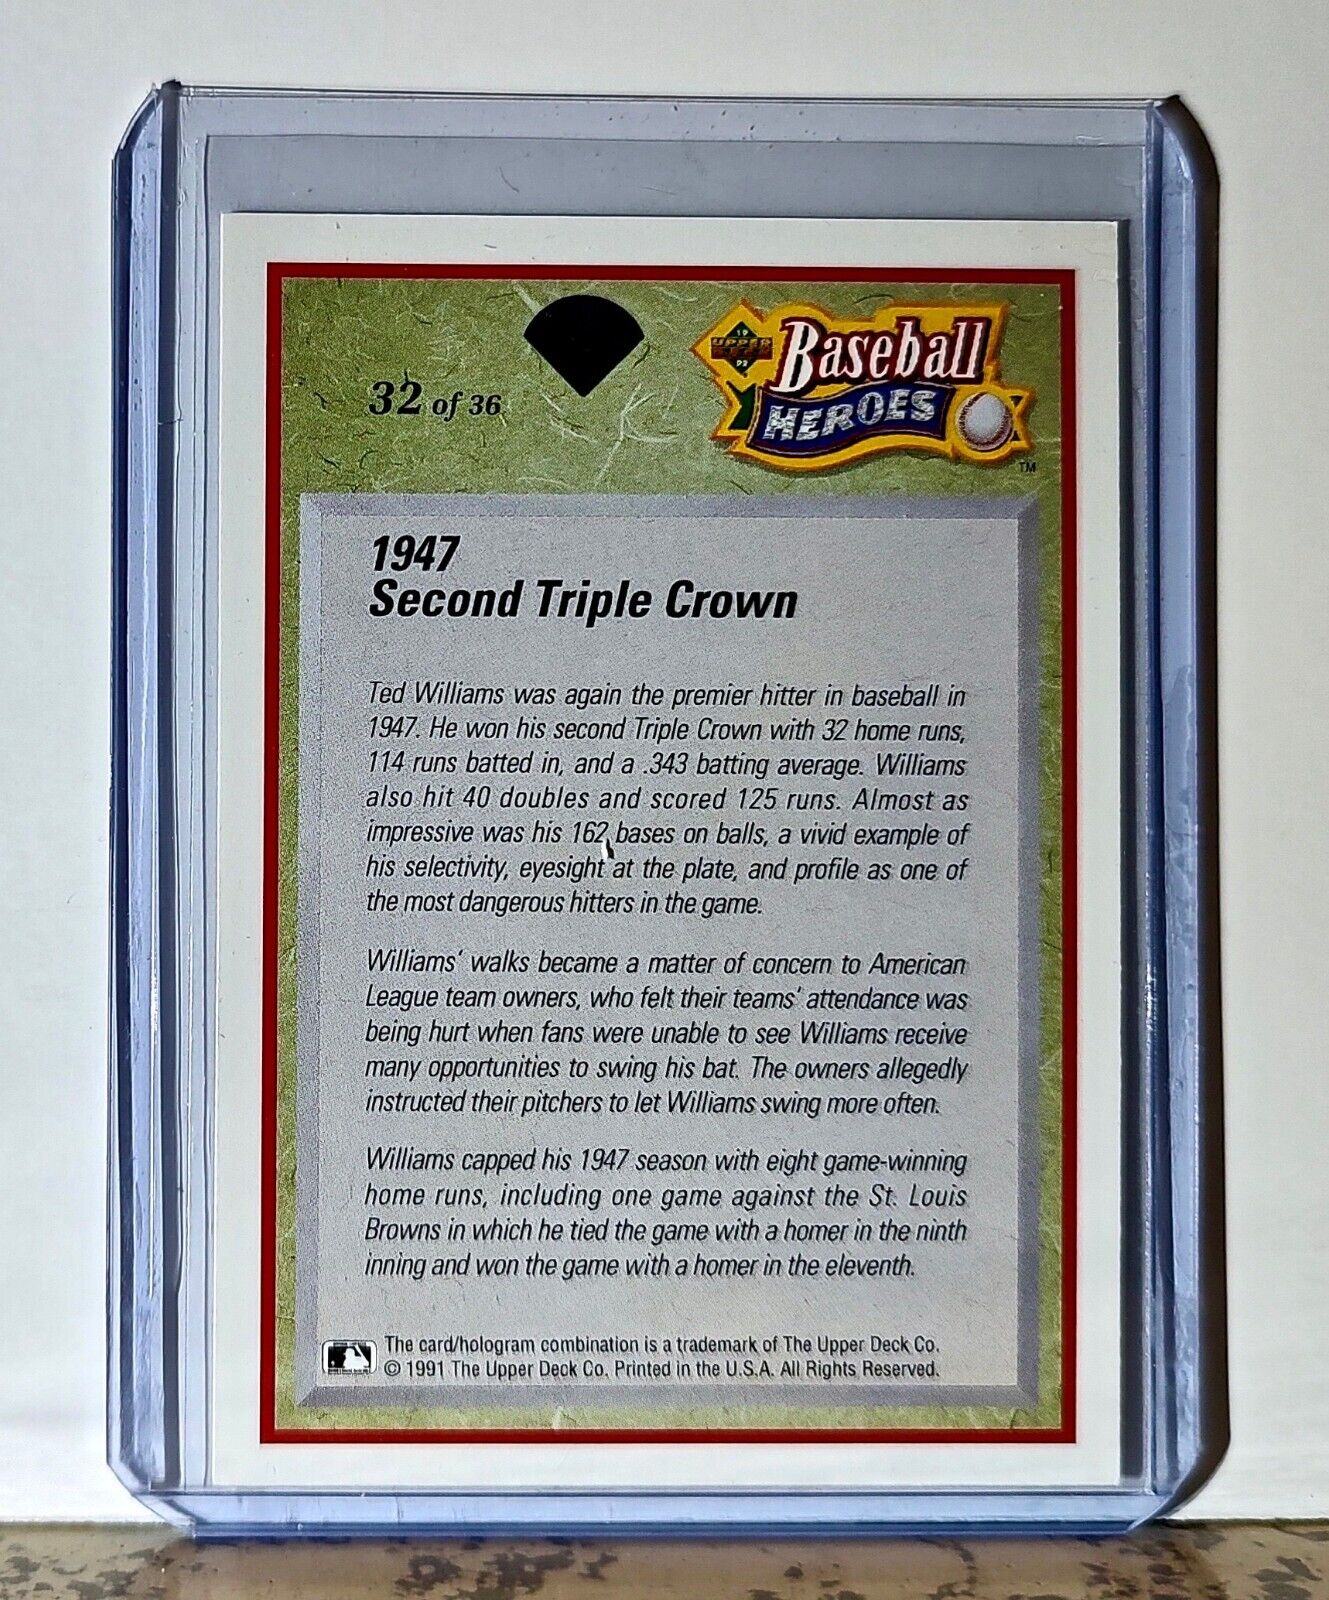 32 of 36
19
UPPER
DECK
92
Baseball
HEROES
TM
1947
Second Triple Crown
Ted Williams was again the premier hitter in baseball in
1947. He won his second Triple Crown with 32 home runs,
114 runs batted in, and a .343 batting average. Williams
also hit 40 doubles and scored 125 runs. Almost as
impressive was his 162 bases on balls, a vivid example of
his selectivity, eyesight at the plate, and profile as one of
the most dangerous hitters in the game.
Williams' walks became a matter of concern to American
League team owners, who felt their teams' attendance was
being hurt when fans were unable to see Williams receive
many opportunities to swing his bat. The owners allegedly
instructed their pitchers to let Williams swing more often.
Williams capped his 1947 season with eight game-winning
home runs, including one game against the St. Louis
Browns in which he tied the game with a homer in the ninth
inning and won the game with a homer in the eleventh.
The card/hologram combination is a trademark of The Upper Deck Co.
© 1991 The Upper Deck Co. Printed in the U.S.A. All Rights Reserved.